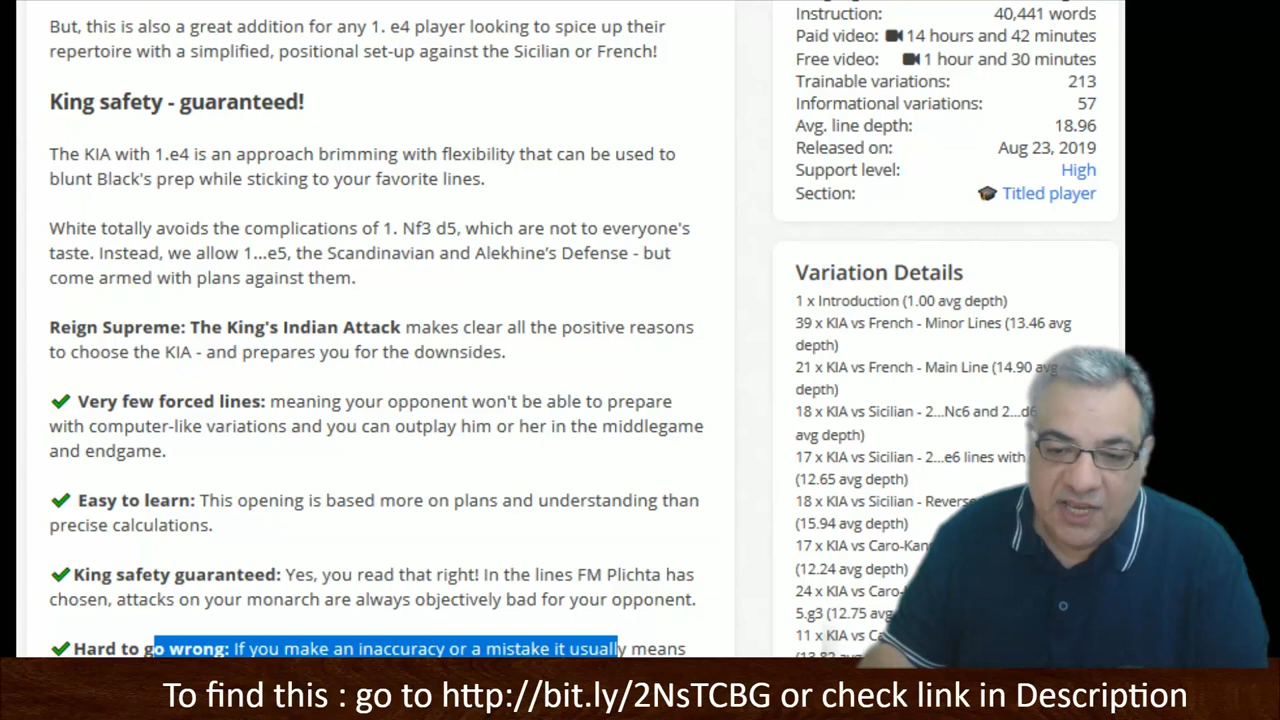 But, this is also a great addition for any 1. e4 player looking to spice up their
repertoire with a simplified, positional set-up against the Sicilian or French!
King safety - guaranteed!
The KIA with 1.e4 is an approach brimming with flexibility that can be used to
blunt Black's prep while sticking to your favorite lines.
White totally avoids the complications of 1. Nf3 d5, which are not to everyone's
taste. Instead, we allow 1...e5, the Scandinavian and Alekhine's Defense - but
come armed with plans against them.
Reign Supreme: The King's Indian Attack makes clear all the positive reasons
to choose the KIA - and prepares you for the downsides.
Very few forced lines: meaning your opponent won't be able to prepare
with computer-like variations and you can outplay him or her in the middlegame
and endgame.
Easy to learn: This opening is based more on plans and understanding than
precise calculations.
King safety guaranteed: Yes, you read that right! In the lines FM Plichta has
chosen, attacks on your monarch are always objectively bad for your opponent.
Hard to go wrong: If you make an inaccuracy or a mistake it usually means
Instruction: 40,441 words
Paid video: 14 hours and 42 minutes
Free video: 1 hour and 30 minutes
Trainable variations: 213
Informational variations: 57
Avg. line depth: 18.96
Released on: Aug 23, 2019
Support level: High
Section: Titled player
Variation Details
1 x Introduction (1.00 avg depth)
39 x KIA vs French - Minor Lines (13.46 avg
depth)
21 x KIA vs French - Main Line (14.90 avg
depth)
18 x KIA vs Sicilian - 2...Nc6 and 2...d6
avg depth)
17 x KIA vs Sicilian - 2...e6 lines with
(12.65 avg depth)
18 x KIA vs Sicilian - Reverse
(15.94 avg depth)
17 x KIA vs Caro-Kan
(12.24 avg depth)
24 x KIA vs Caro-
5.g3 (12.75 avg
11 x KIA vs Ca
To find this : go to http://bit.ly/2NsTCBG or check link in Description